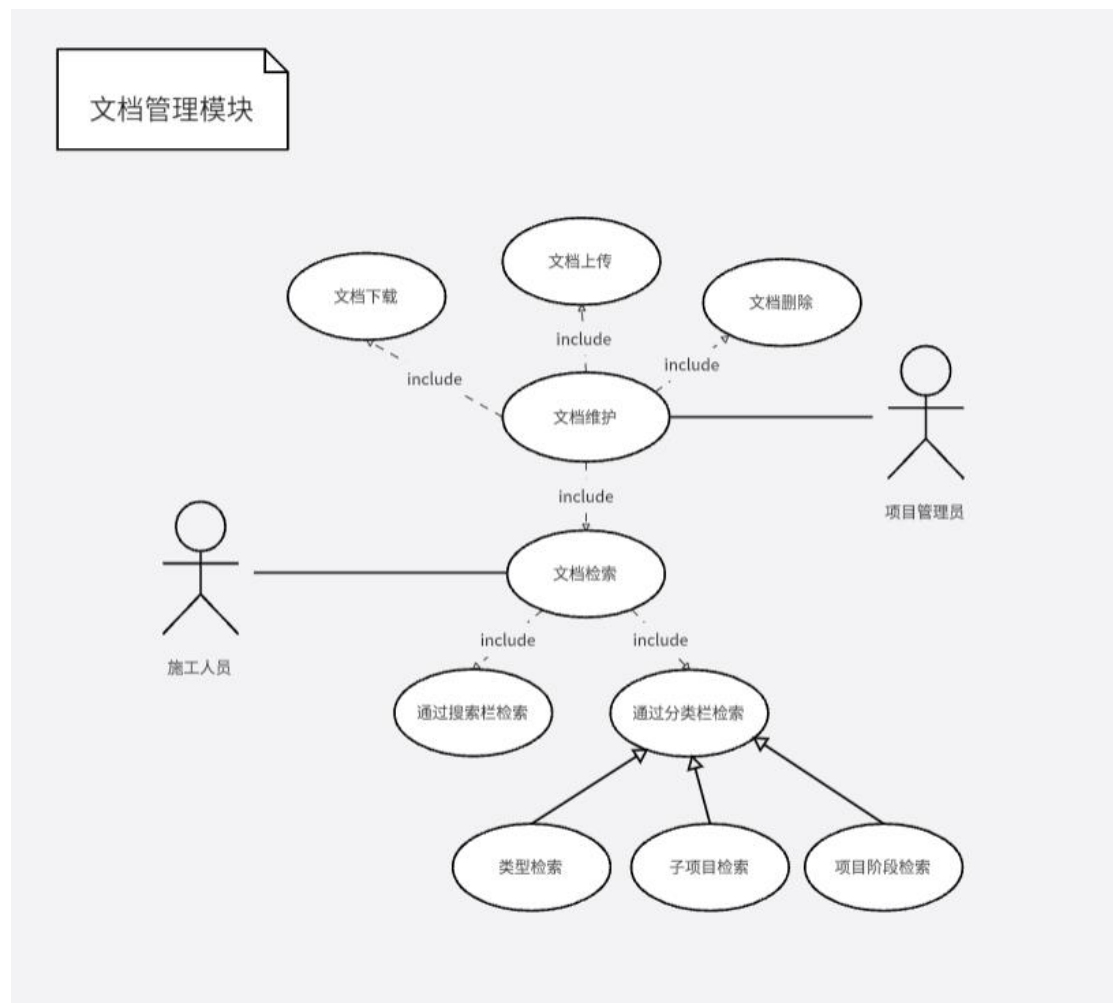 文档管理模块
文档上传
文档下载
文档删除
include
include
include
文档维护
include
项目管理员
文档检索
include
include
施工人员
通过搜索栏检索
通过分类栏检索
类型检索
子项目检索
项目阶段检索